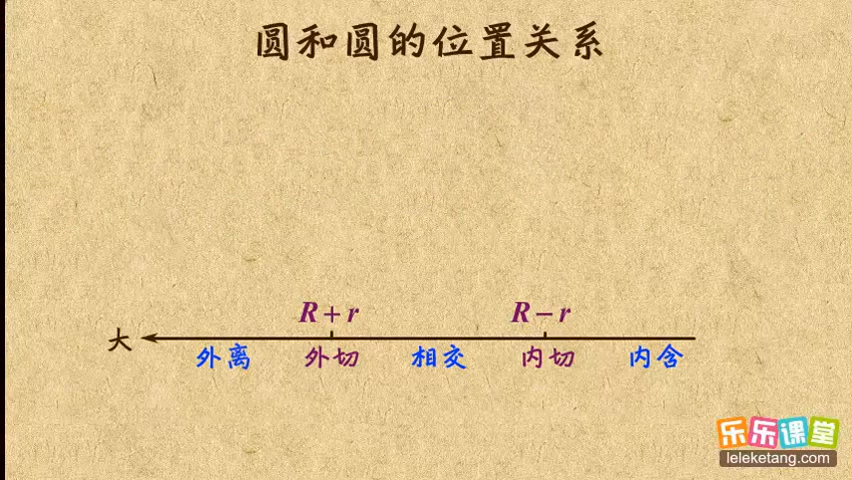 圆和圆的位置关系
R+r R-r
大
外离 外切 相交 内切 内含
乐乐课堂
leleketang.com